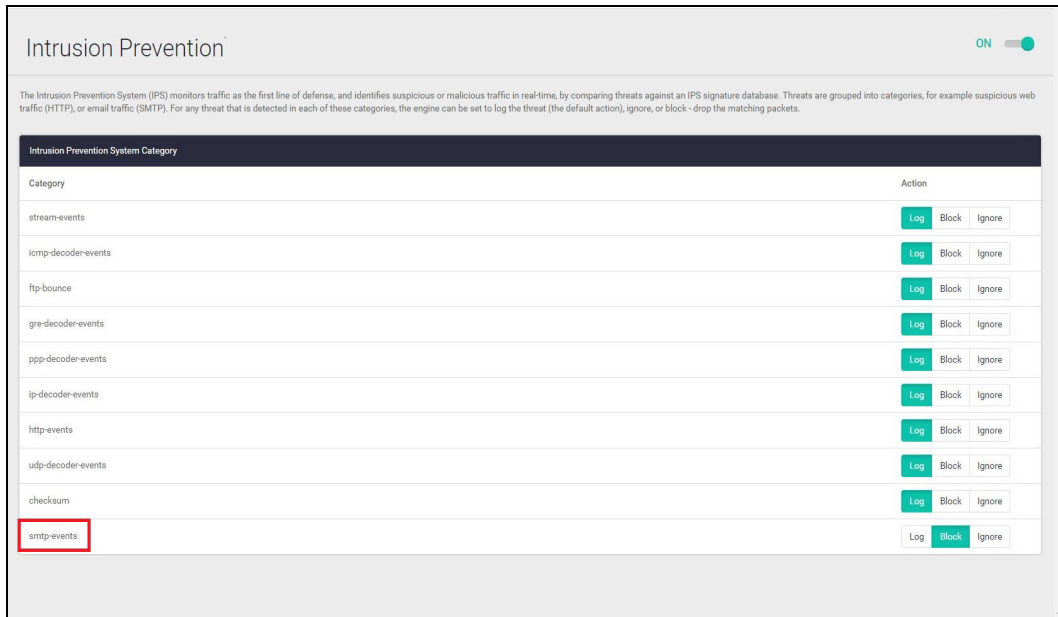 Intrusion Prevention
ON
The Intrusion Prevention System (IPS) monitors traffic as the first line of defense, and identifies suspicious or malicious traffic in real-time, by comparing threats against an IPS signature database. Threats are grouped into categories, for example suspicious web
traffic (HTTP), or email traffic (SMTP). For any threat that is detected in each of these categories, the engine can be set to log the threat (the default action), ignore, or block - drop the matching packets.
Intrusion Prevention System Category
Category Action
stream-events Log Block Ignore
icmp-decoder-events Log Block Ignore
ftp-bounce Log Block Ignore
gre-decoder-events Log Block Ignore
ppp-decoder-events Log Block Ignore
ip-decoder-events Log Block Ignore
http-events Log Block Ignore
udp-decoder-events Log Block Ignore
checksum Log Block Ignore
smtp-events Log Block Ignore